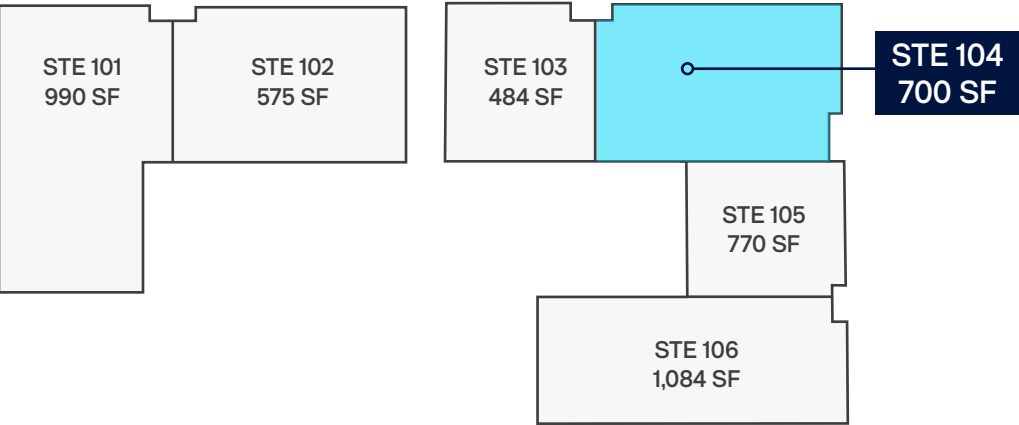 STE 101
990 SF
STE 102
575 SF
STE 103
484 SF
STE 104
700 SF
STE 105
770 SF
STE 106
1,084 SF